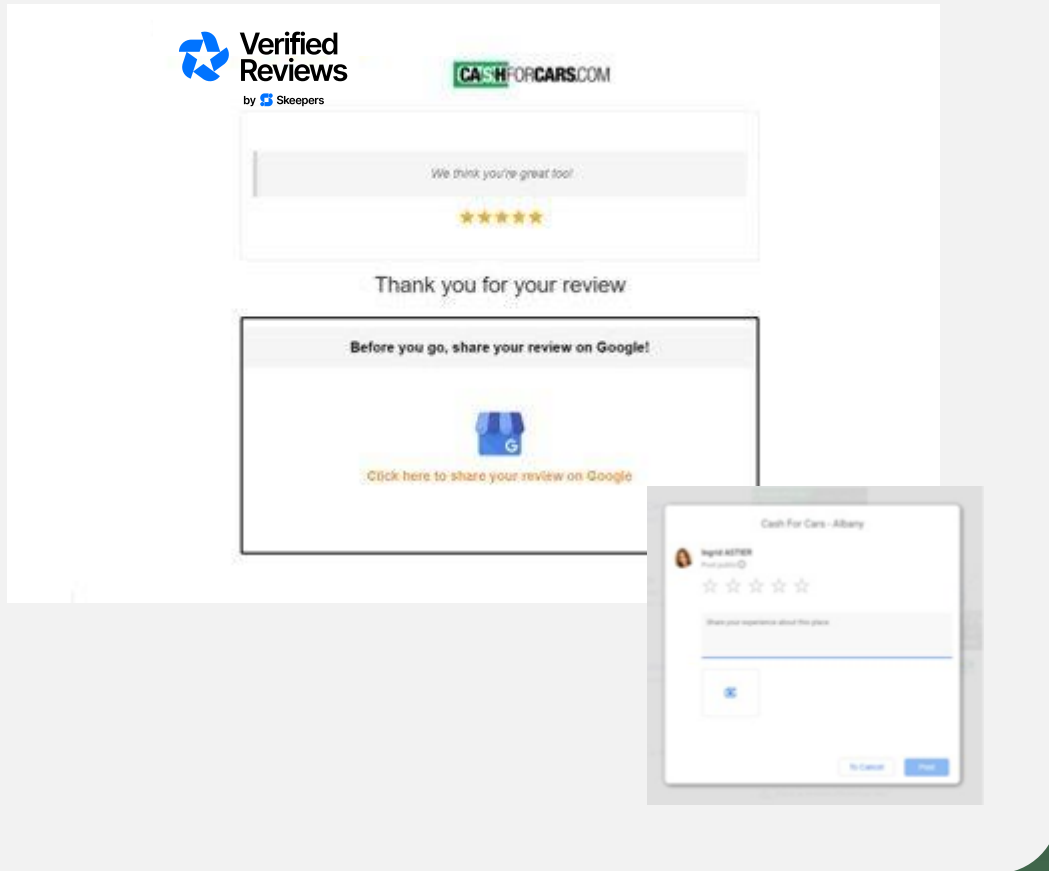 Verified
Reviews
by Skeepers
CASHFORCARS.COM
We think you're great too!
Thank you for your review
Before you go, share your review on Google!
G
Click here to share your review on Google
Cash For Cars - Albany
Ingrid ASTIER
Share your experience about this place
To Cancel
Post